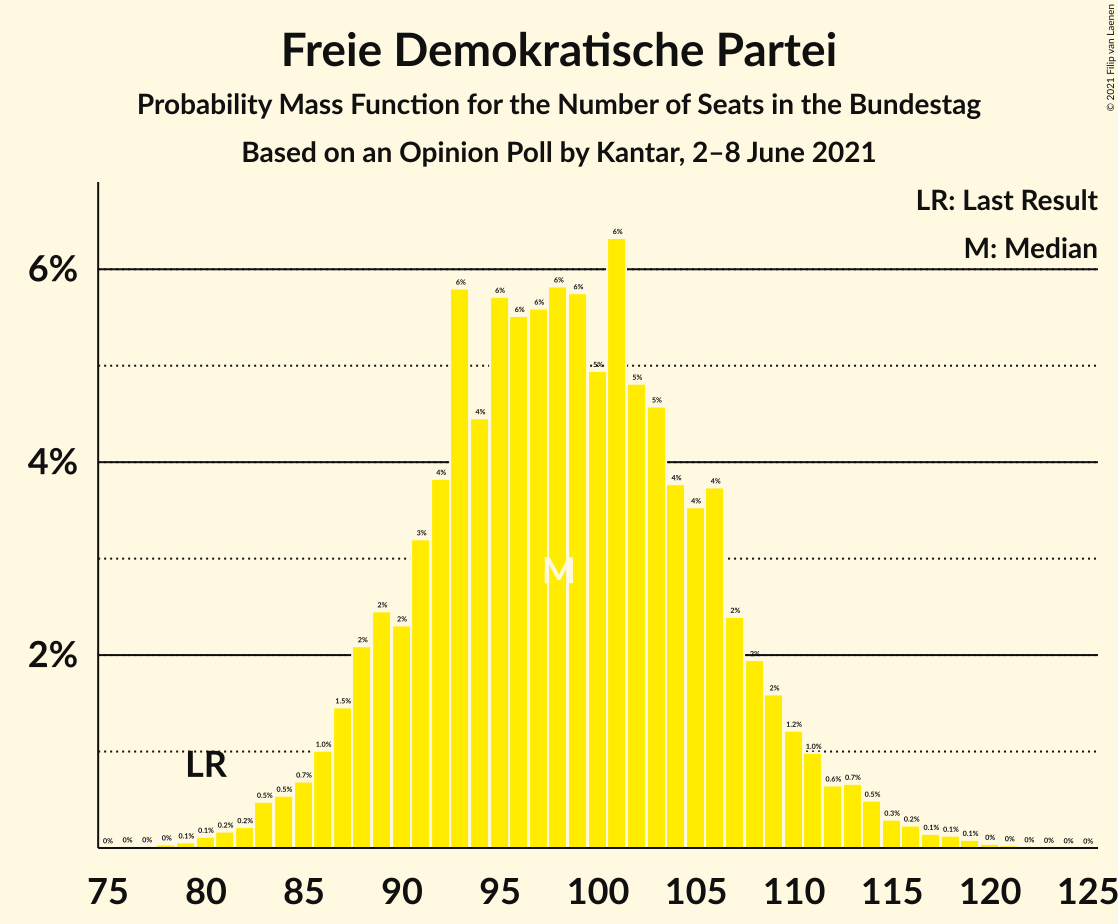 Freie Demokratische Partei
Probability Mass Function for the Number of Seats in the Bundestag
Based on an Opinion Poll by Kantar, 2–8 June 2021
© 2021 Filip van Laenen
LR: Last Result
M: Median
6%
4%
2%
0% 0% 0% 0% 0.1% 0.1% 0.2% 0.2% 0.5% 0.5% 0.7% 1.0% 1.5% 2% 2% 2% 3% 4% 6% 4% 6% 6% 6% 6% 6% 5% 6% 5% 5% 4% 4% 4% 2% 2% 2% 1.2% 1.0% 0.6% 0.7% 0.5% 0.3% 0.2% 0.1% 0.1% 0.1% 0% 0% 0% 0% 0% 0%
LR
M
75 80 85 90 95 100 105 110 115 120 125